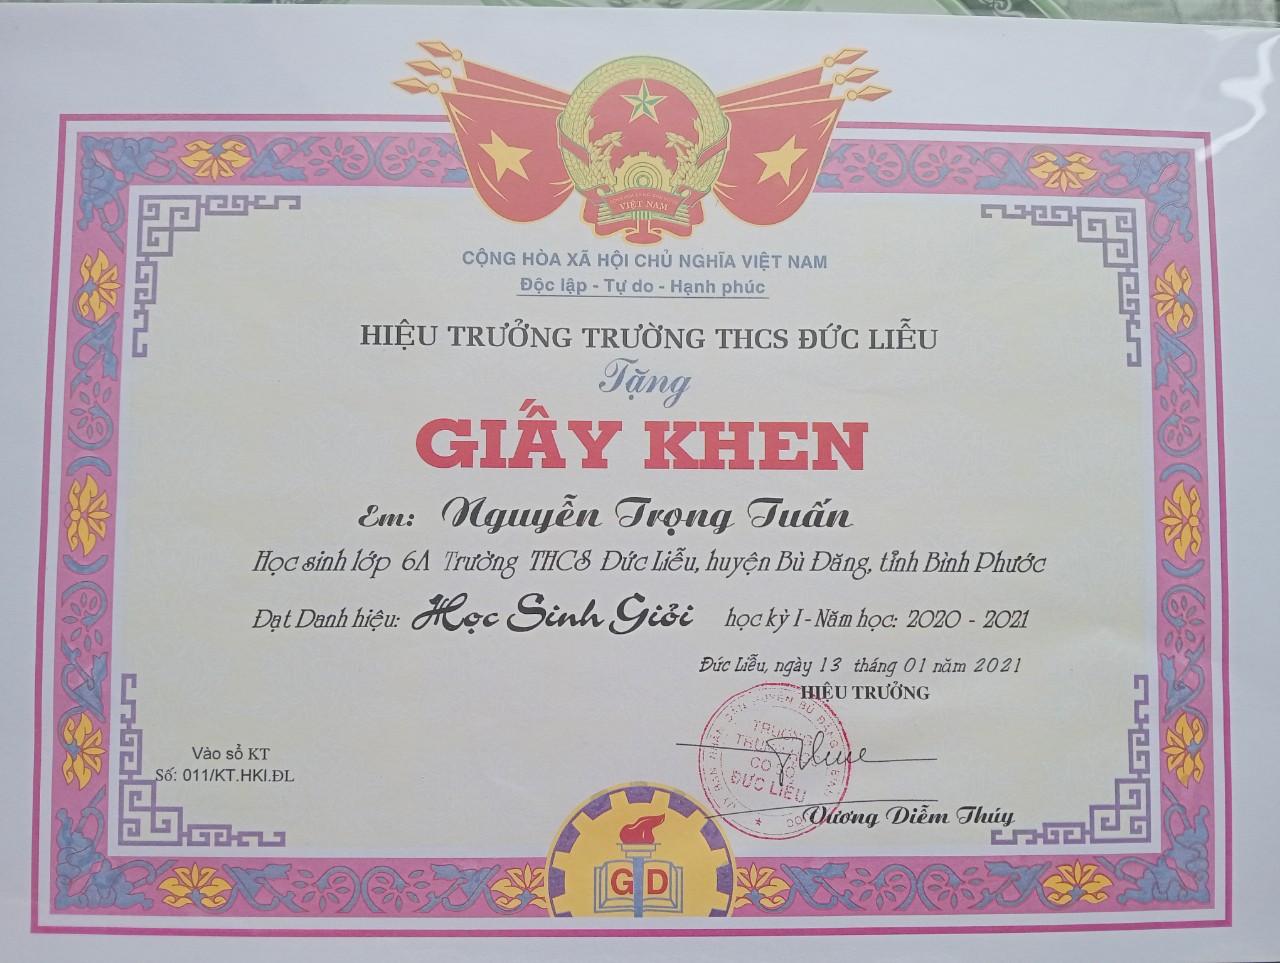 VIỆT NAM
CỘNG HÒA XÃ HỘI CHỦ NGHĨA VIỆT NAM
Độc lập - Tự do - Hạnh phúc
HIỆU TRƯỞNG TRƯỜNG THCS ĐỨC LIỄU
Tặng
GIẤY KHEN
Em: Nguyễn Trọng Tuấn
Học sinh lớp 6A Trường THCS Đức Liễu, huyện Bù Đăng, tỉnh Bình Phước
Đạt Danh hiệu: Học Sinh Giỏi học kỳ I - Năm học: 2020 - 2021
Đức Liễu, ngày 13 tháng 01 năm 2021
HIỆU TRƯỞNG
TRƯỜNG
CƠ SỞ
ĐỨC LIỄU
Vào sổ KT
Số: 011/KT.HKI.ĐL
Vương Diễm Thúy
GD